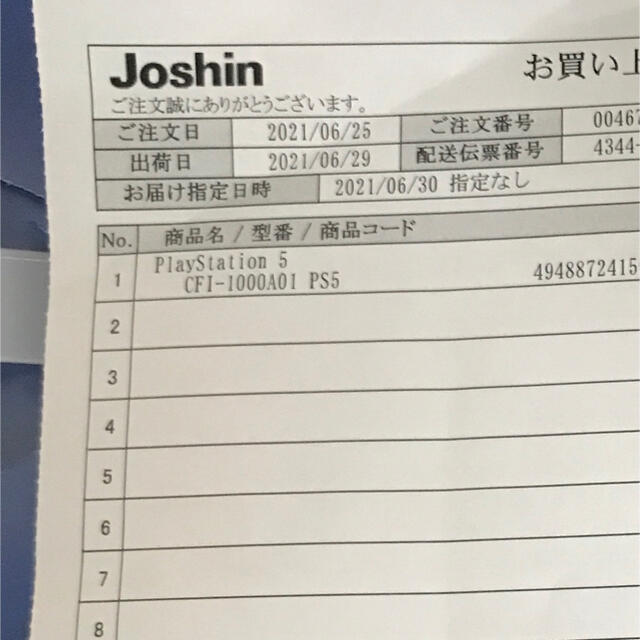 Joshin
お買い上
ご注文誠にありがとうございます。
ご注文日 2021/06/25 ご注文番号 00467
出荷日 2021/06/29 配送伝票番号 4344-
お届け指定日時 2021/06/30 指定なし
No. 商品名 / 型番 / 商品コード
1 PlayStation 5
CFI-1000A01 PS5 4948872415
2
3
4
5
6
7
8